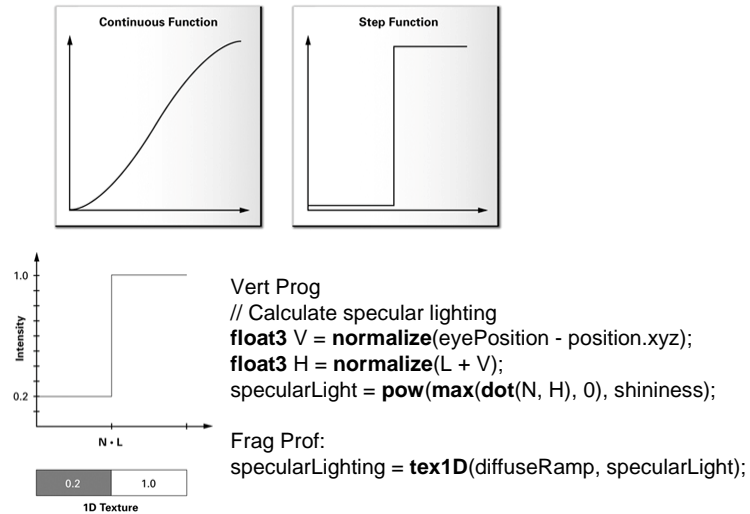 Continuous Function
Step Function
1.0
Intensity
0.2
N • L
0.2 1.0
1D Texture
Vert Prog
// Calculate specular lighting
float3 V = normalize(eyePosition - position.xyz);
float3 H = normalize(L + V);
specularLight = pow(max(dot(N, H), 0), shininess);
Frag Prof:
specularLighting = tex1D(diffuseRamp, specularLight);